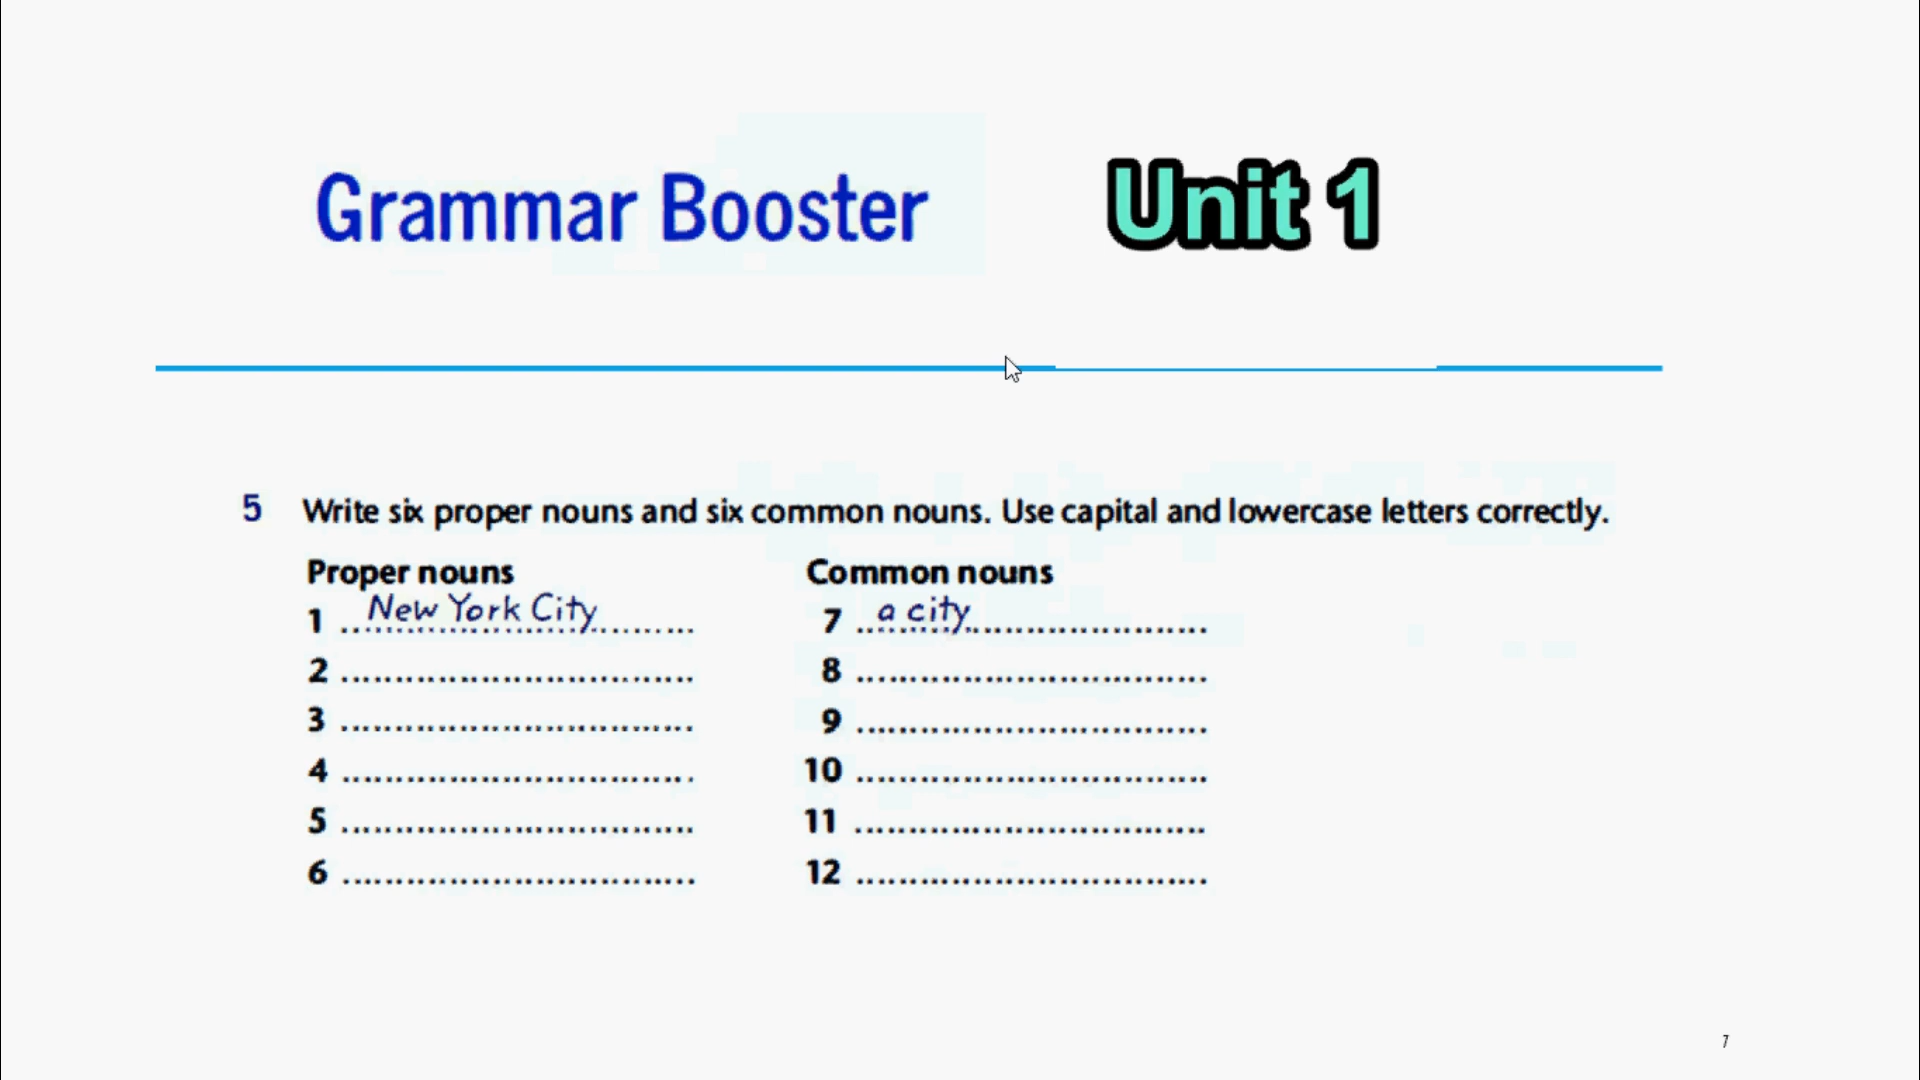 Grammar Booster Unit 1
5 Write six proper nouns and six common nouns. Use capital and lowercase letters correctly.
Proper nouns Common nouns
1 New York City 7 a city
2 8
3 9
4 10
5 11
6 12
7